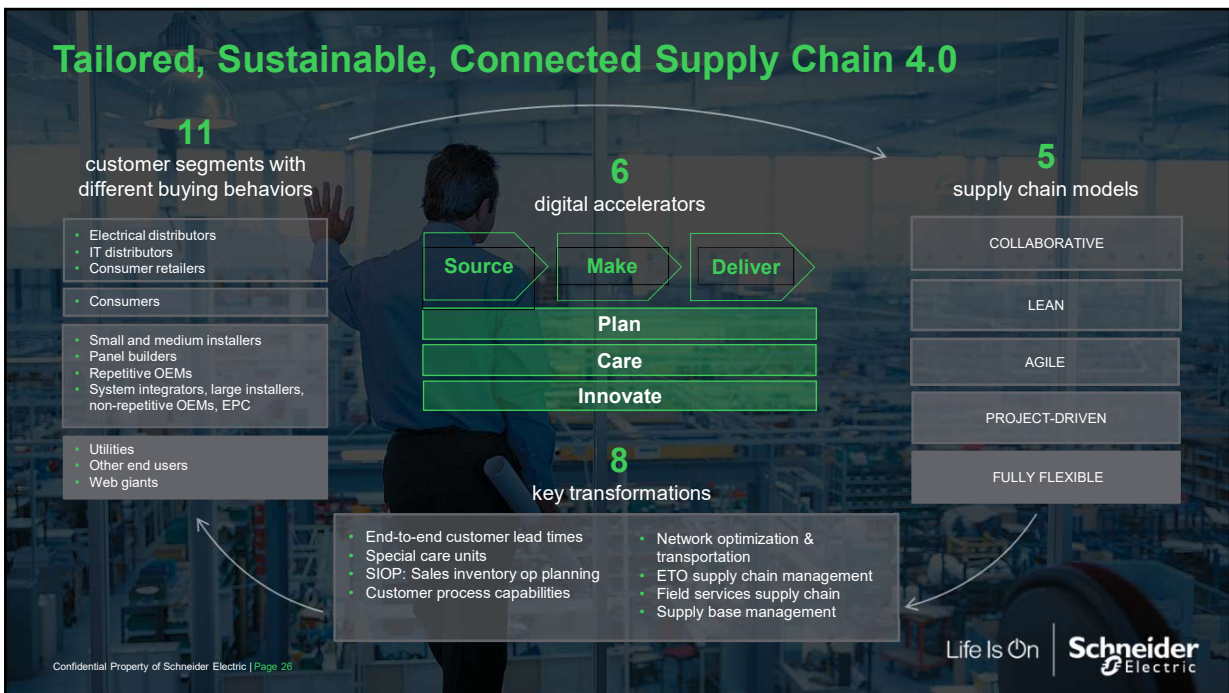 Tailored, Sustainable, Connected Supply Chain 4.0
11
customer segments with
different buying behaviors
• Electrical distributors
• IT distributors
• Consumer retailers
• Consumers
• Small and medium installers
• Panel builders
• Repetitive OEMs
• System integrators, large installers,
non-repetitive OEMs, EPC
• Utilities
• Other end users
• Web giants
6
digital accelerators
Source
Make
Deliver
Plan
Care
Innovate
5
supply chain models
COLLABORATIVE
LEAN
AGILE
PROJECT-DRIVEN
FULLY FLEXIBLE
8
key transformations
• End-to-end customer lead times
• Special care units
• SIOP: Sales inventory op planning
• Customer process capabilities
• Network optimization &
transportation
• ETO supply chain management
• Field services supply chain
• Supply base management
Confidential Property of Schneider Electric | Page 26
Life Is On
Schneider
Electric